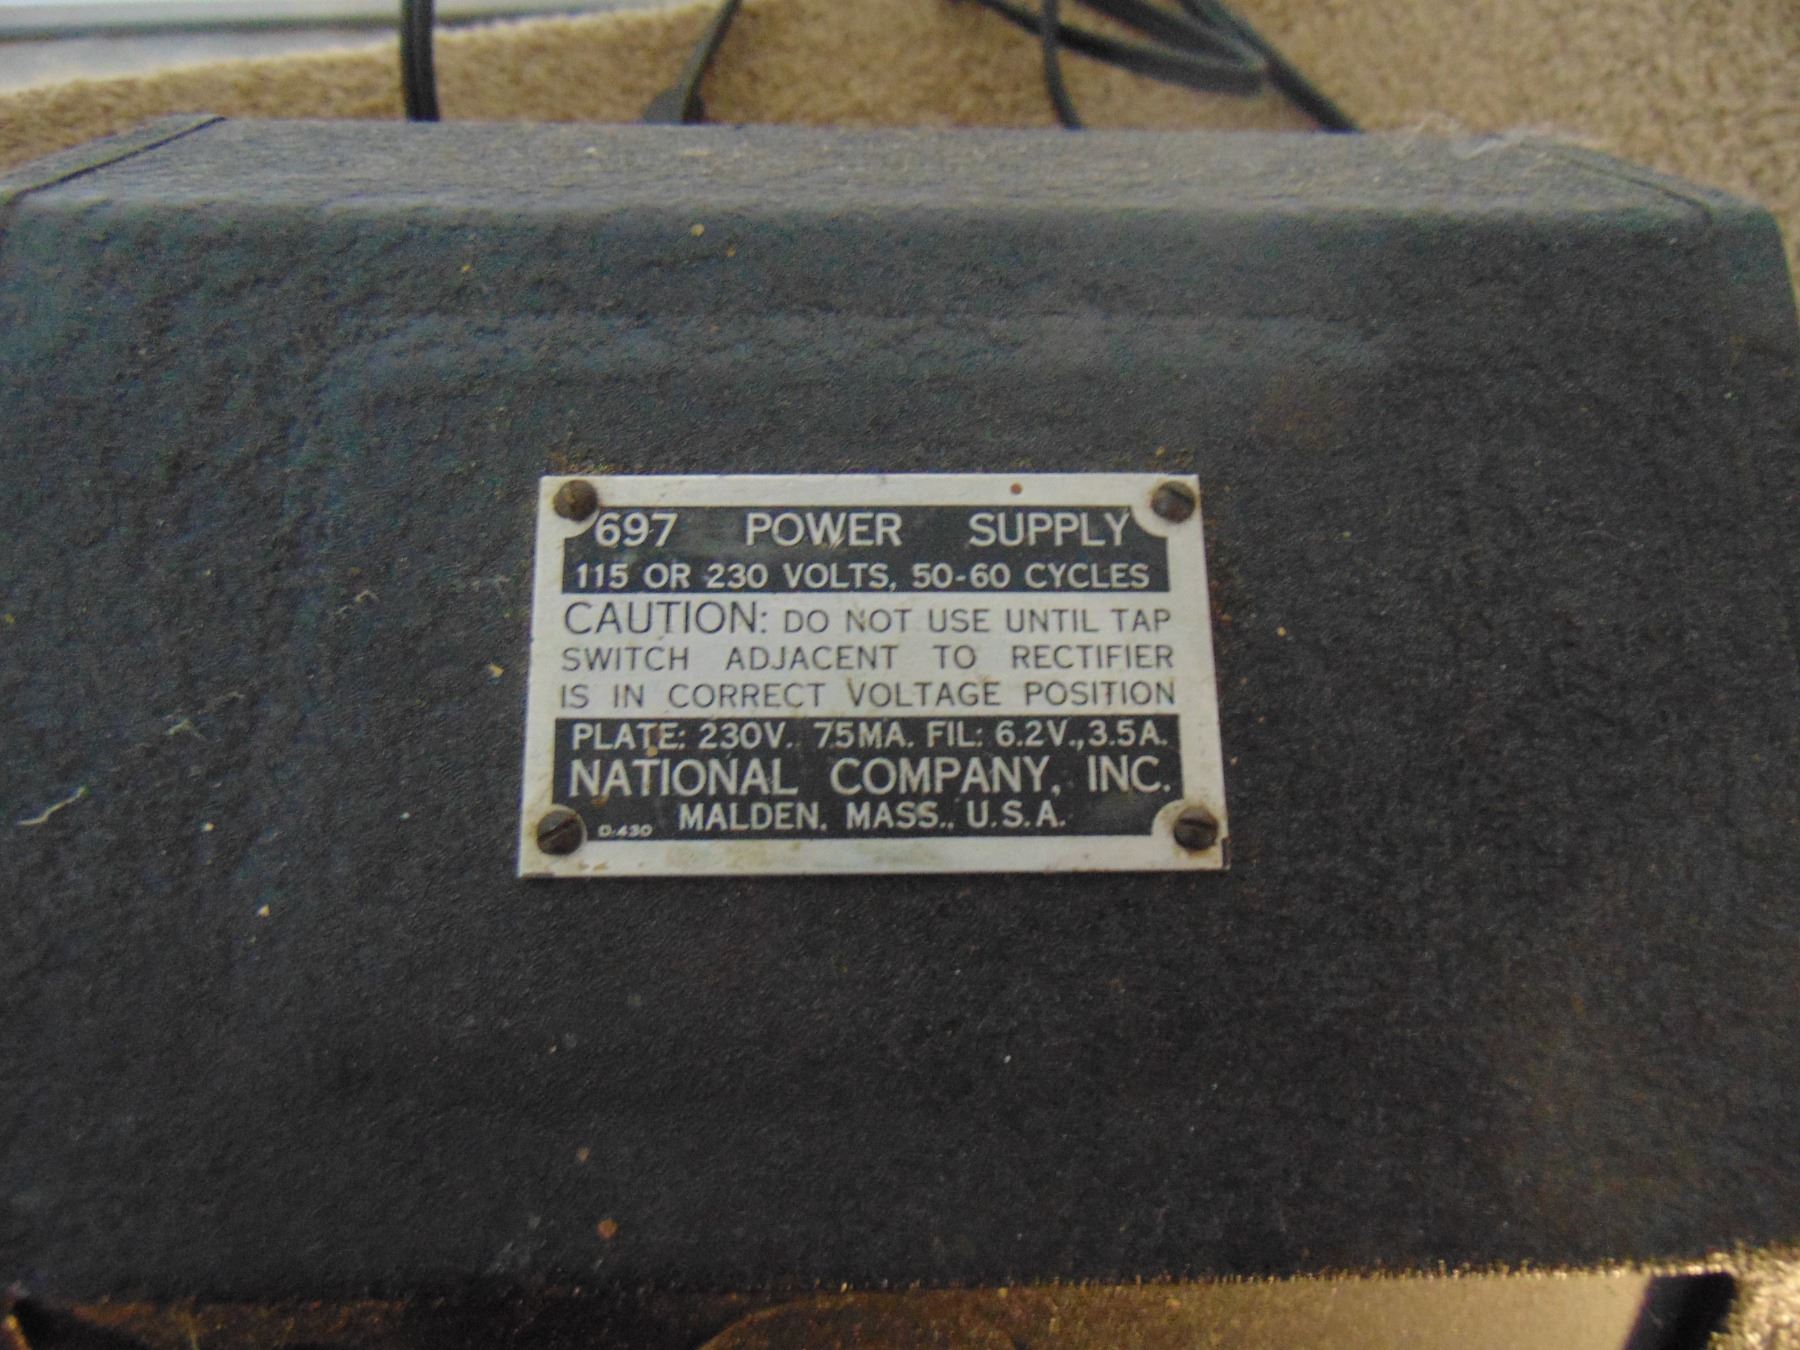 697 POWER SUPPLY
115 OR 230 VOLTS, 50-60 CYCLES
CAUTION: DO NOT USE UNTIL TAP
SWITCH ADJACENT TO RECTIFIER
IS IN CORRECT VOLTAGE POSITION
PLATE: 230V. 75MA. FIL: 6.2V., 3.5A.
NATIONAL COMPANY, INC.
D-430 MALDEN, MASS., U.S.A.